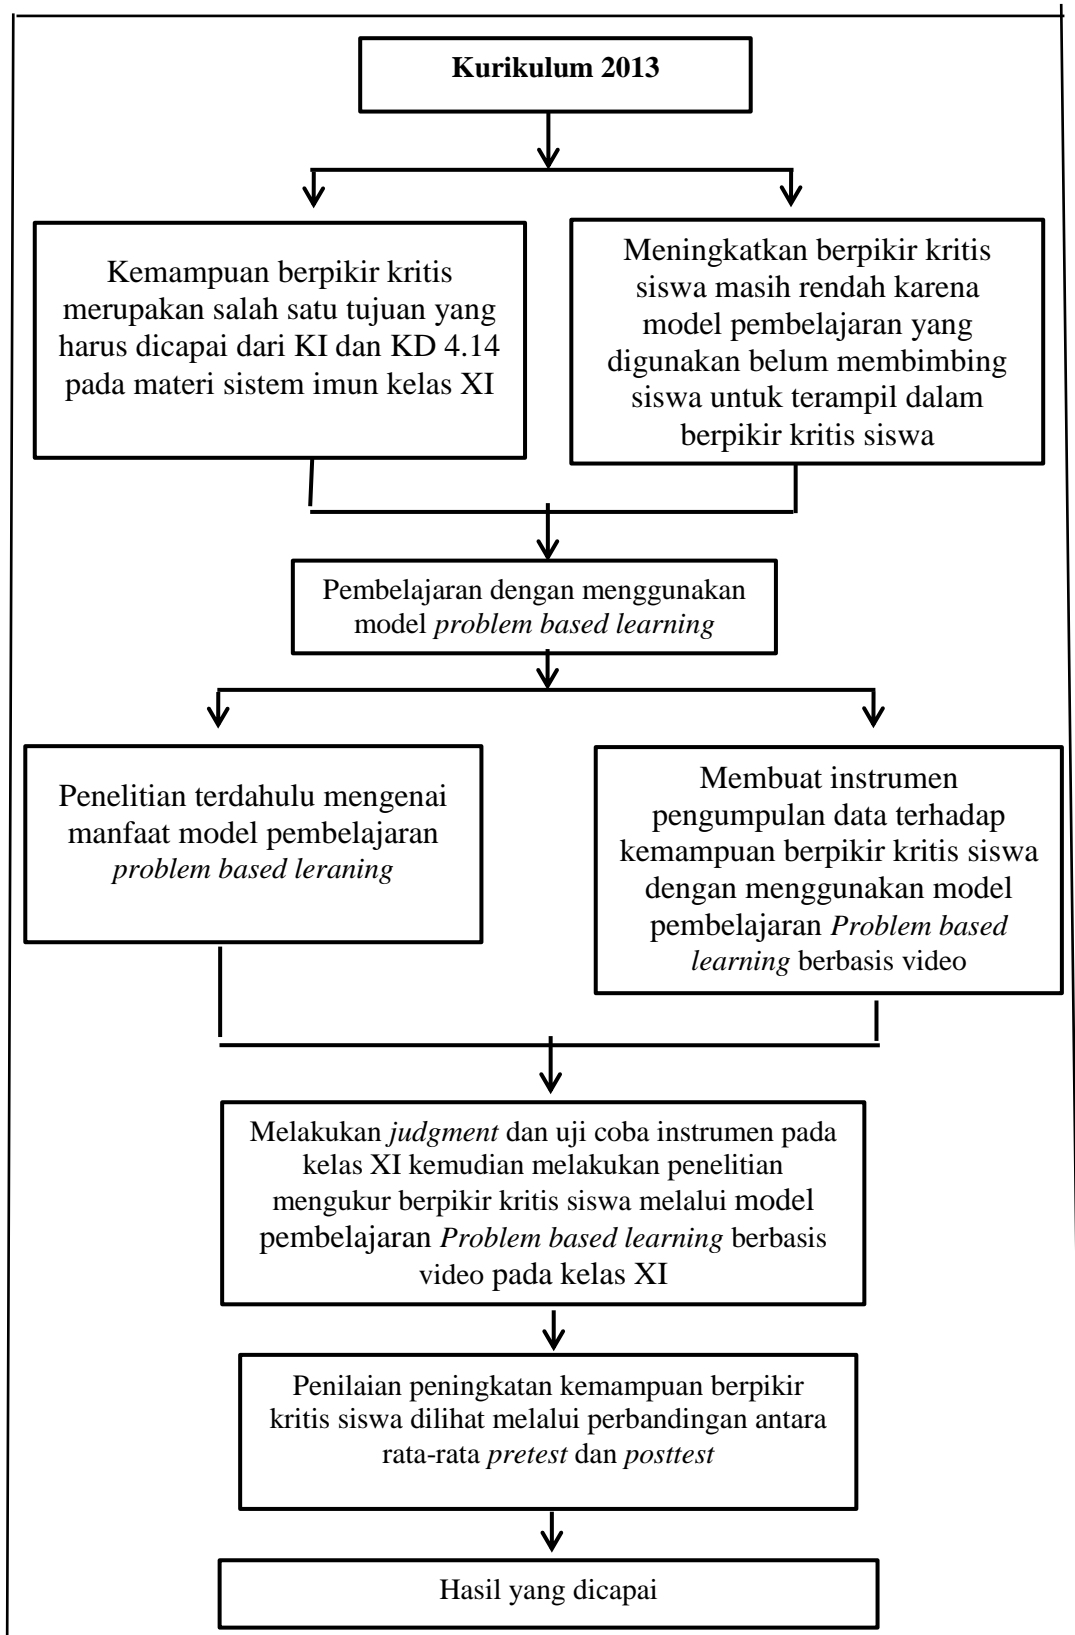 Kurikulum 2013
Kemampuan berpikir kritis
merupakan salah satu tujuan yang
harus dicapai dari KI dan KD 4.14
pada materi sistem imun kelas XI
Meningkatkan berpikir kritis
siswa masih rendah karena
model pembelajaran yang
digunakan belum membimbing
siswa untuk terampil dalam
berpikir kritis siswa
Pembelajaran dengan menggunakan
model problem based learning
Penelitian terdahulu mengenai
manfaat model pembelajaran
problem based leraning
Membuat instrumen
pengumpulan data terhadap
kemampuan berpikir kritis siswa
dengan menggunakan model
pembelajaran Problem based
learning berbasis video
Melakukan judgment dan uji coba instrumen pada
kelas XI kemudian melakukan penelitian
mengukur berpikir kritis siswa melalui model
pembelajaran Problem based learning berbasis
video pada kelas XI
Penilaian peningkatan kemampuan berpikir
kritis siswa dilihat melalui perbandingan antara
rata-rata pretest dan posttest
Hasil yang dicapai